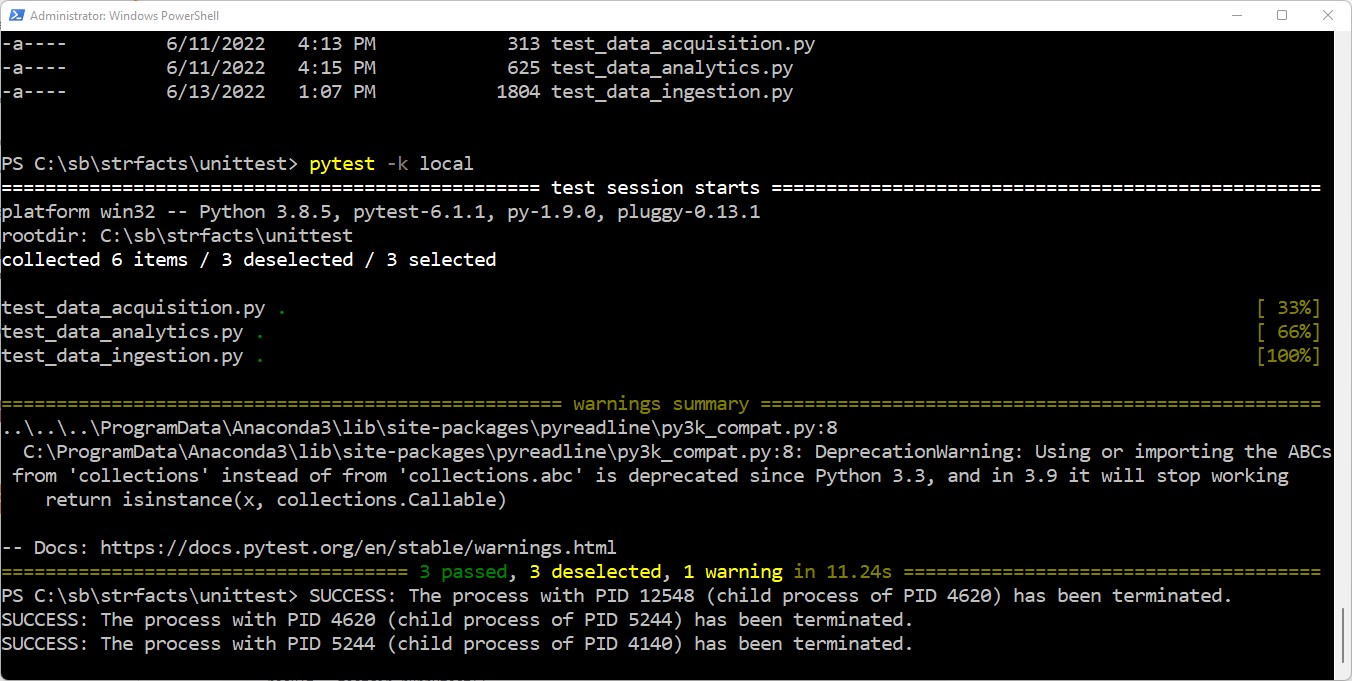 Administrator: Windows PowerShell
-a---- 6/11/2022 4:13 PM 313 test_data_acquisition.py
-a---- 6/11/2022 4:15 PM 625 test_data_analytics.py
-a---- 6/13/2022 1:07 PM 1804 test_data_ingestion.py
PS C:\sb\strfacts\unittest> pytest -k local
================================================= test session starts ==================================================
platform win32 -- Python 3.8.5, pytest-6.1.1, py-1.9.0, pluggy-0.13.1
rootdir: C:\sb\strfacts\unittest
collected 6 items / 3 deselected / 3 selected
test_data_acquisition.py . [ 33%]
test_data_analytics.py . [ 66%]
test_data_ingestion.py . [100%]
=================================================== warnings summary ===================================================
..\..\..\ProgramData\Anaconda3\lib\site-packages\pyreadline\py3k_compat.py:8
C:\ProgramData\Anaconda3\lib\site-packages\pyreadline\py3k_compat.py:8: DeprecationWarning: Using or importing the ABCs
from 'collections' instead of from 'collections.abc' is deprecated since Python 3.3, and in 3.9 it will stop working
return isinstance(x, collections.Callable)
-- Docs: https://docs.pytest.org/en/stable/warnings.html
===================================== 3 passed, 3 deselected, 1 warning in 11.24s ======================================
PS C:\sb\strfacts\unittest> SUCCESS: The process with PID 12548 (child process of PID 4620) has been terminated.
SUCCESS: The process with PID 4620 (child process of PID 5244) has been terminated.
SUCCESS: The process with PID 5244 (child process of PID 4140) has been terminated.